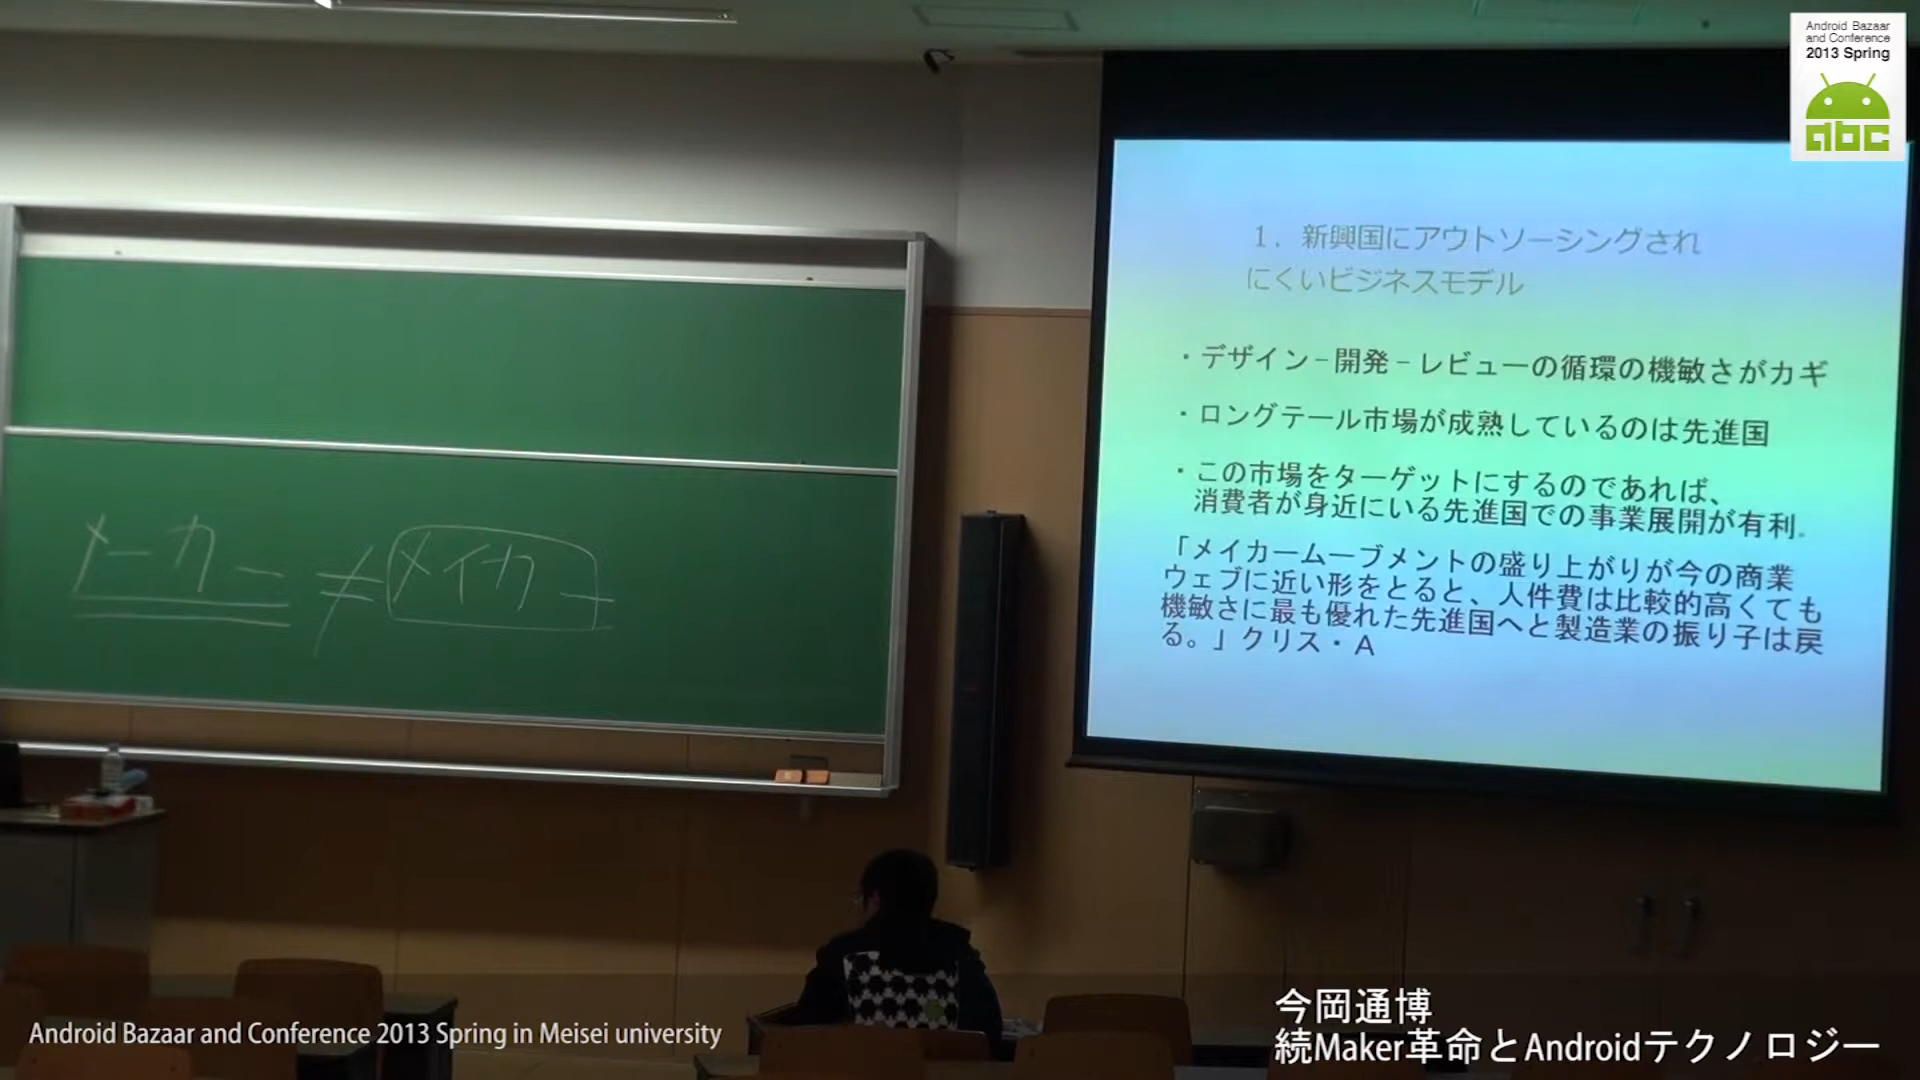 Android Bazaar
and Conference
2013 Spring
abc
1．新興国にアウトソーシングされ
にくいビジネスモデル
・デザイン－開発－レビューの循環の機敏さがカギ
・ロングテール市場が成熟しているのは先進国
・この市場をターゲットにするのであれば、
消費者が身近にいる先進国での事業展開が有利。
「メイカームーブメントの盛り上がりが今の商業
ウェブに近い形をとると、人件費は比較的高くても
機敏さに最も優れた先進国へと製造業の振り子は戻
る。」クリス・A
メーカー ≠ メイカー
今岡通博
続Maker革命とAndroidテクノロジー
Android Bazaar and Conference 2013 Spring in Meisei university